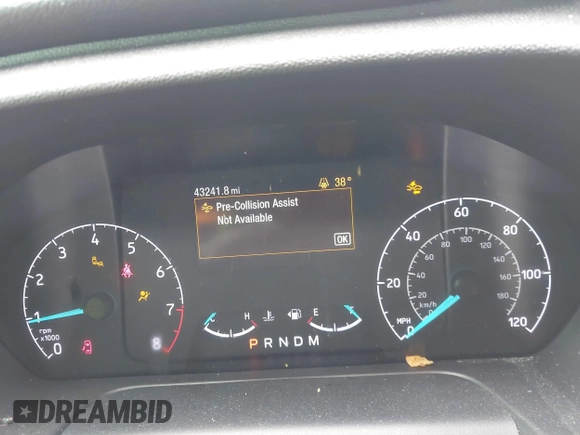 43241.8 mi 38°
Pre-Collision Assist
Not Available
OK
0 1 2 3 4 5 6 7 8
rpm
x1000
C H
E F
P R N D M
0 20 40 60 80 100 120
MPH
0 20 40 60 80 100 120 140 160 180
km/h
DREAMBID